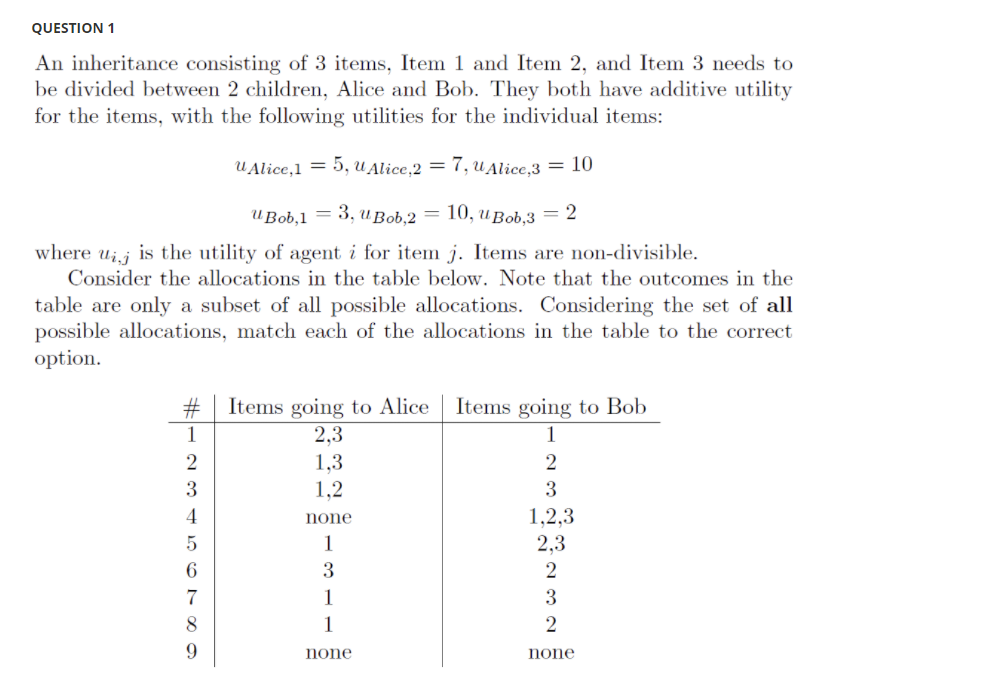 QUESTION 1
An inheritance consisting of 3 items, Item 1 and Item 2, and Item 3 needs to
be divided between 2 children, Alice and Bob. They both have additive utility
for the items, with the following utilities for the individual items:
u_{Alice,1} = 5, u_{Alice,2} = 7, u_{Alice,3} = 10
u_{Bob,1} = 3, u_{Bob,2} = 10, u_{Bob,3} = 2
where u_{i,j} is the utility of agent i for item j. Items are non-divisible.
Consider the allocations in the table below. Note that the outcomes in the
table are only a subset of all possible allocations. Considering the set of all
possible allocations, match each of the allocations in the table to the correct
option.
# Items going to Alice Items going to Bob
1 2,3 1
2 1,3 2
3 1,2 3
4 none 1,2,3
5 1 2,3
6 3 2
7 1 3
8 1 2
9 none none